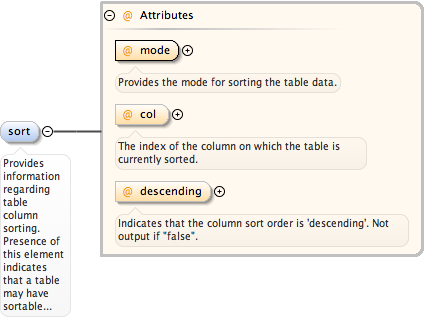 @ Attributes
@ mode
Provides the mode for sorting the table data.
@ col
The index of the column on which the table is
currently sorted.
sort
Provides
information
regarding
table
column
sorting.
Presence of
this element
indicates
that a table
may have
sortable...
@ descending
Indicates that the column sort order is 'descending'. Not
output if "false".